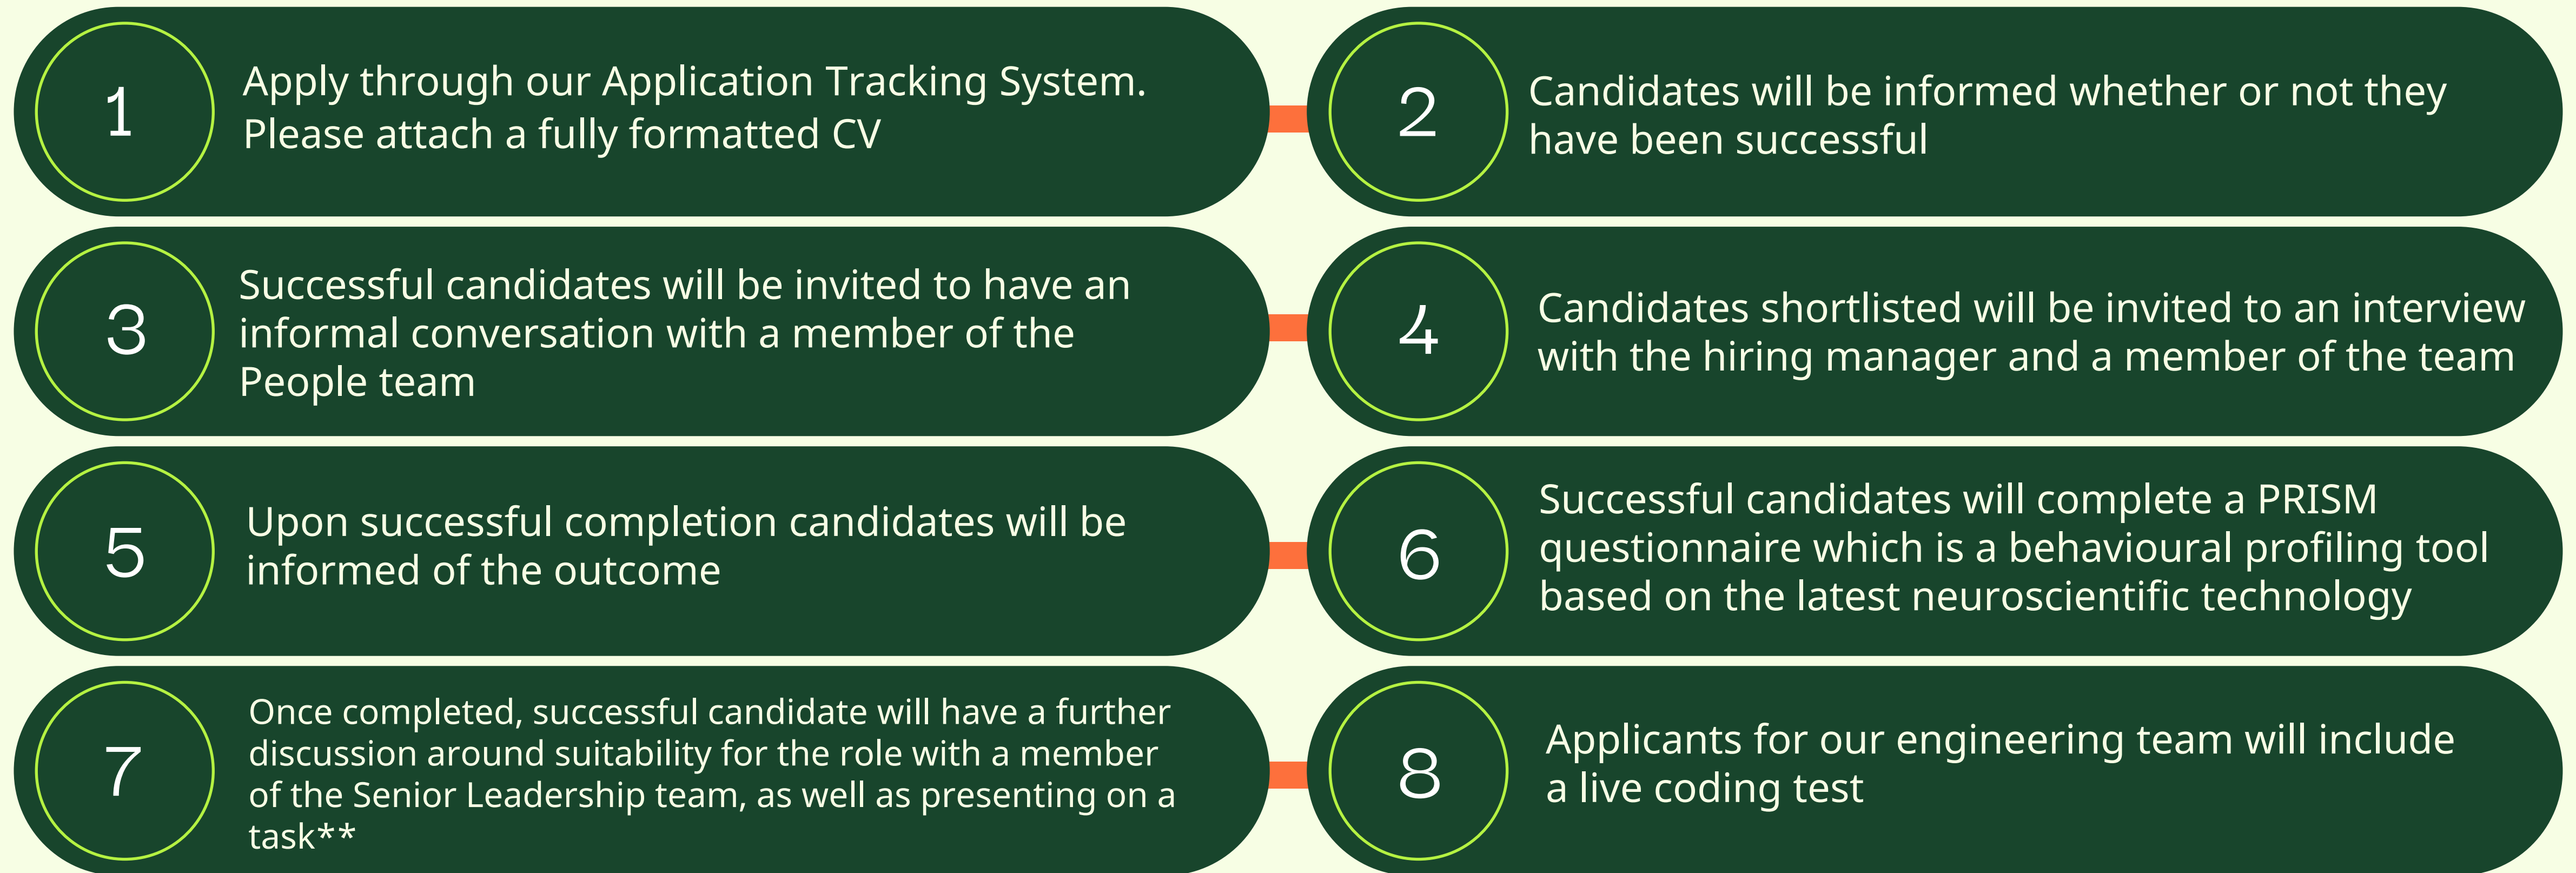 1
Apply through our Application Tracking System.
Please attach a fully formatted CV
2
Candidates will be informed whether or not they
have been successful
3
Successful candidates will be invited to have an
informal conversation with a member of the
People team
4
Candidates shortlisted will be invited to an interview
with the hiring manager and a member of the team
5
Upon successful completion candidates will be
informed of the outcome
6
Successful candidates will complete a PRISM
questionnaire which is a behavioural profiling tool
based on the latest neuroscientific technology
7
Once completed, successful candidate will have a further
discussion around suitability for the role with a member
of the Senior Leadership team, as well as presenting on a
task**
8
Applicants for our engineering team will include
a live coding test